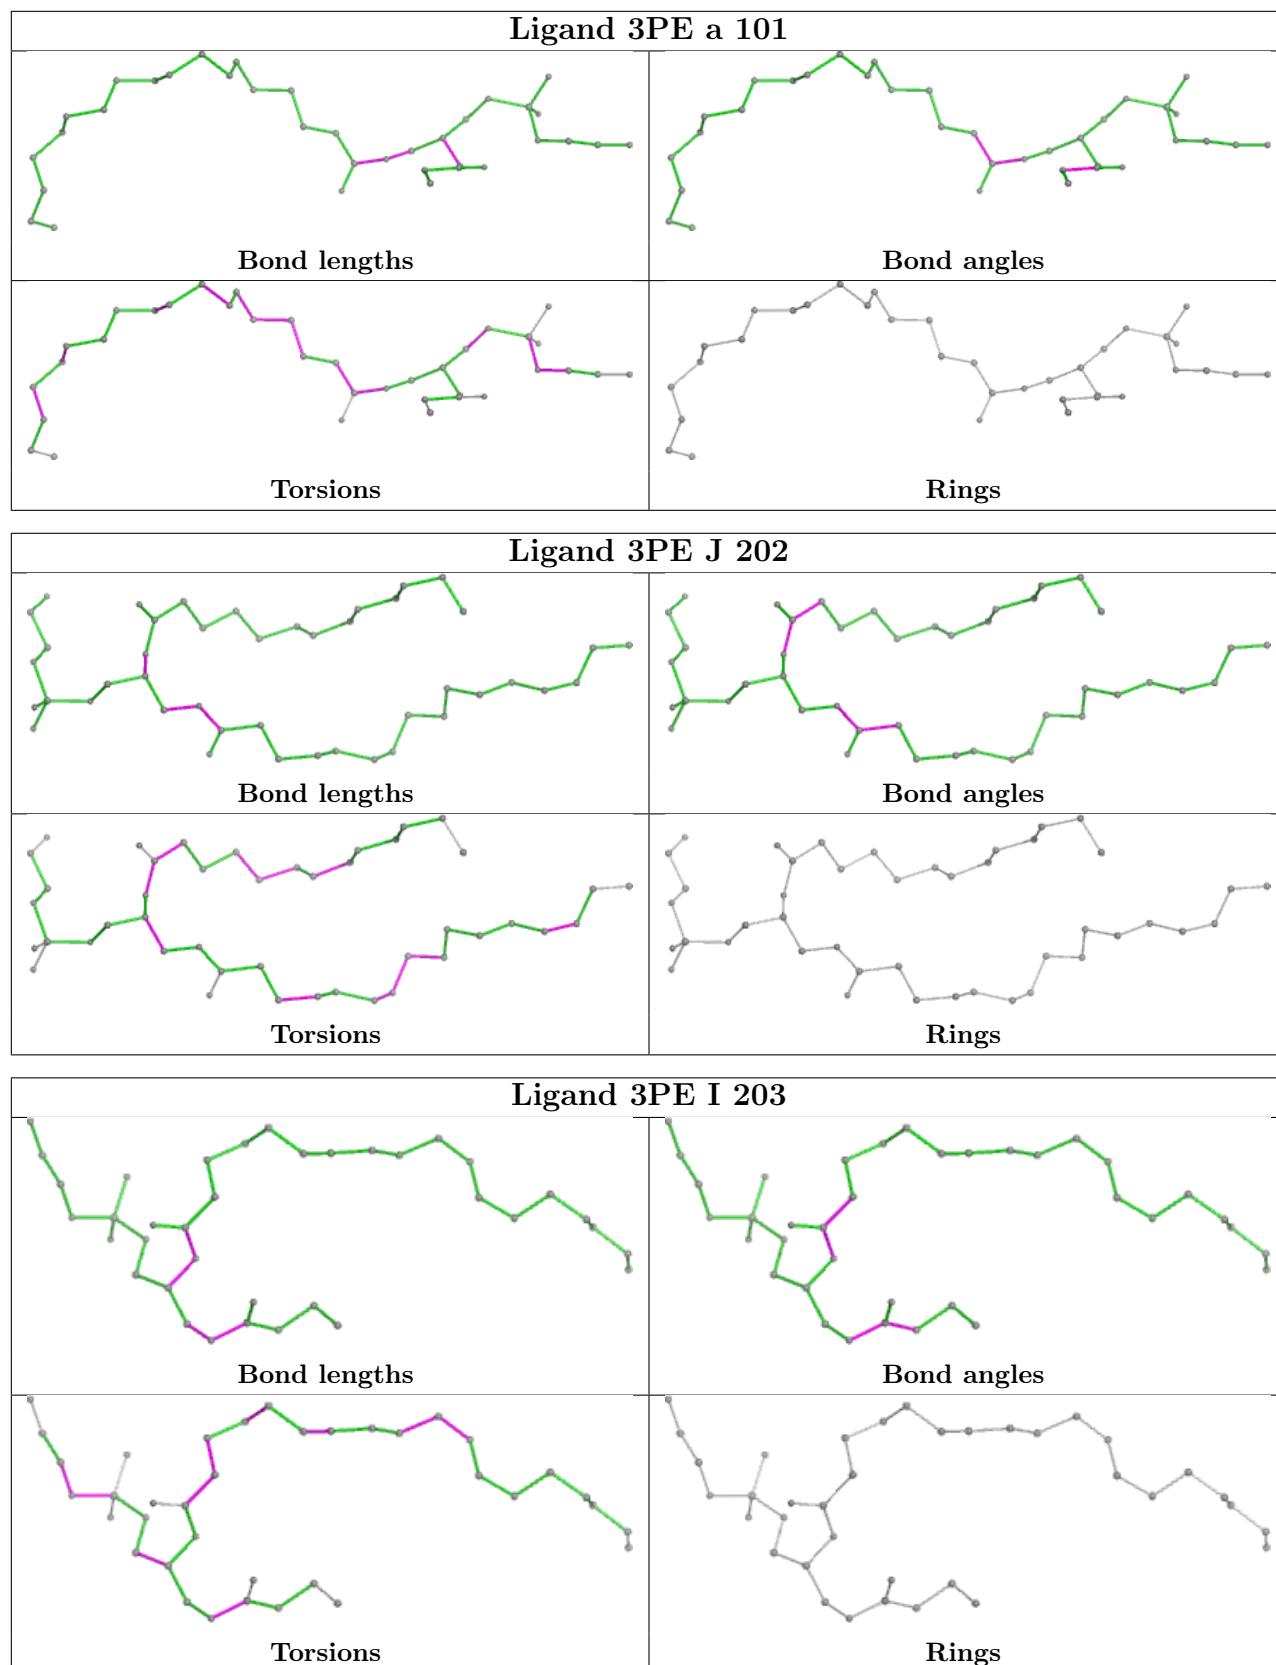 Ligand 3PE a 101
Bond lengths
Bond angles
Torsions
Rings
Ligand 3PE J 202
Bond lengths
Bond angles
Torsions
Rings
Ligand 3PE I 203
Bond lengths
Bond angles
Torsions
Rings